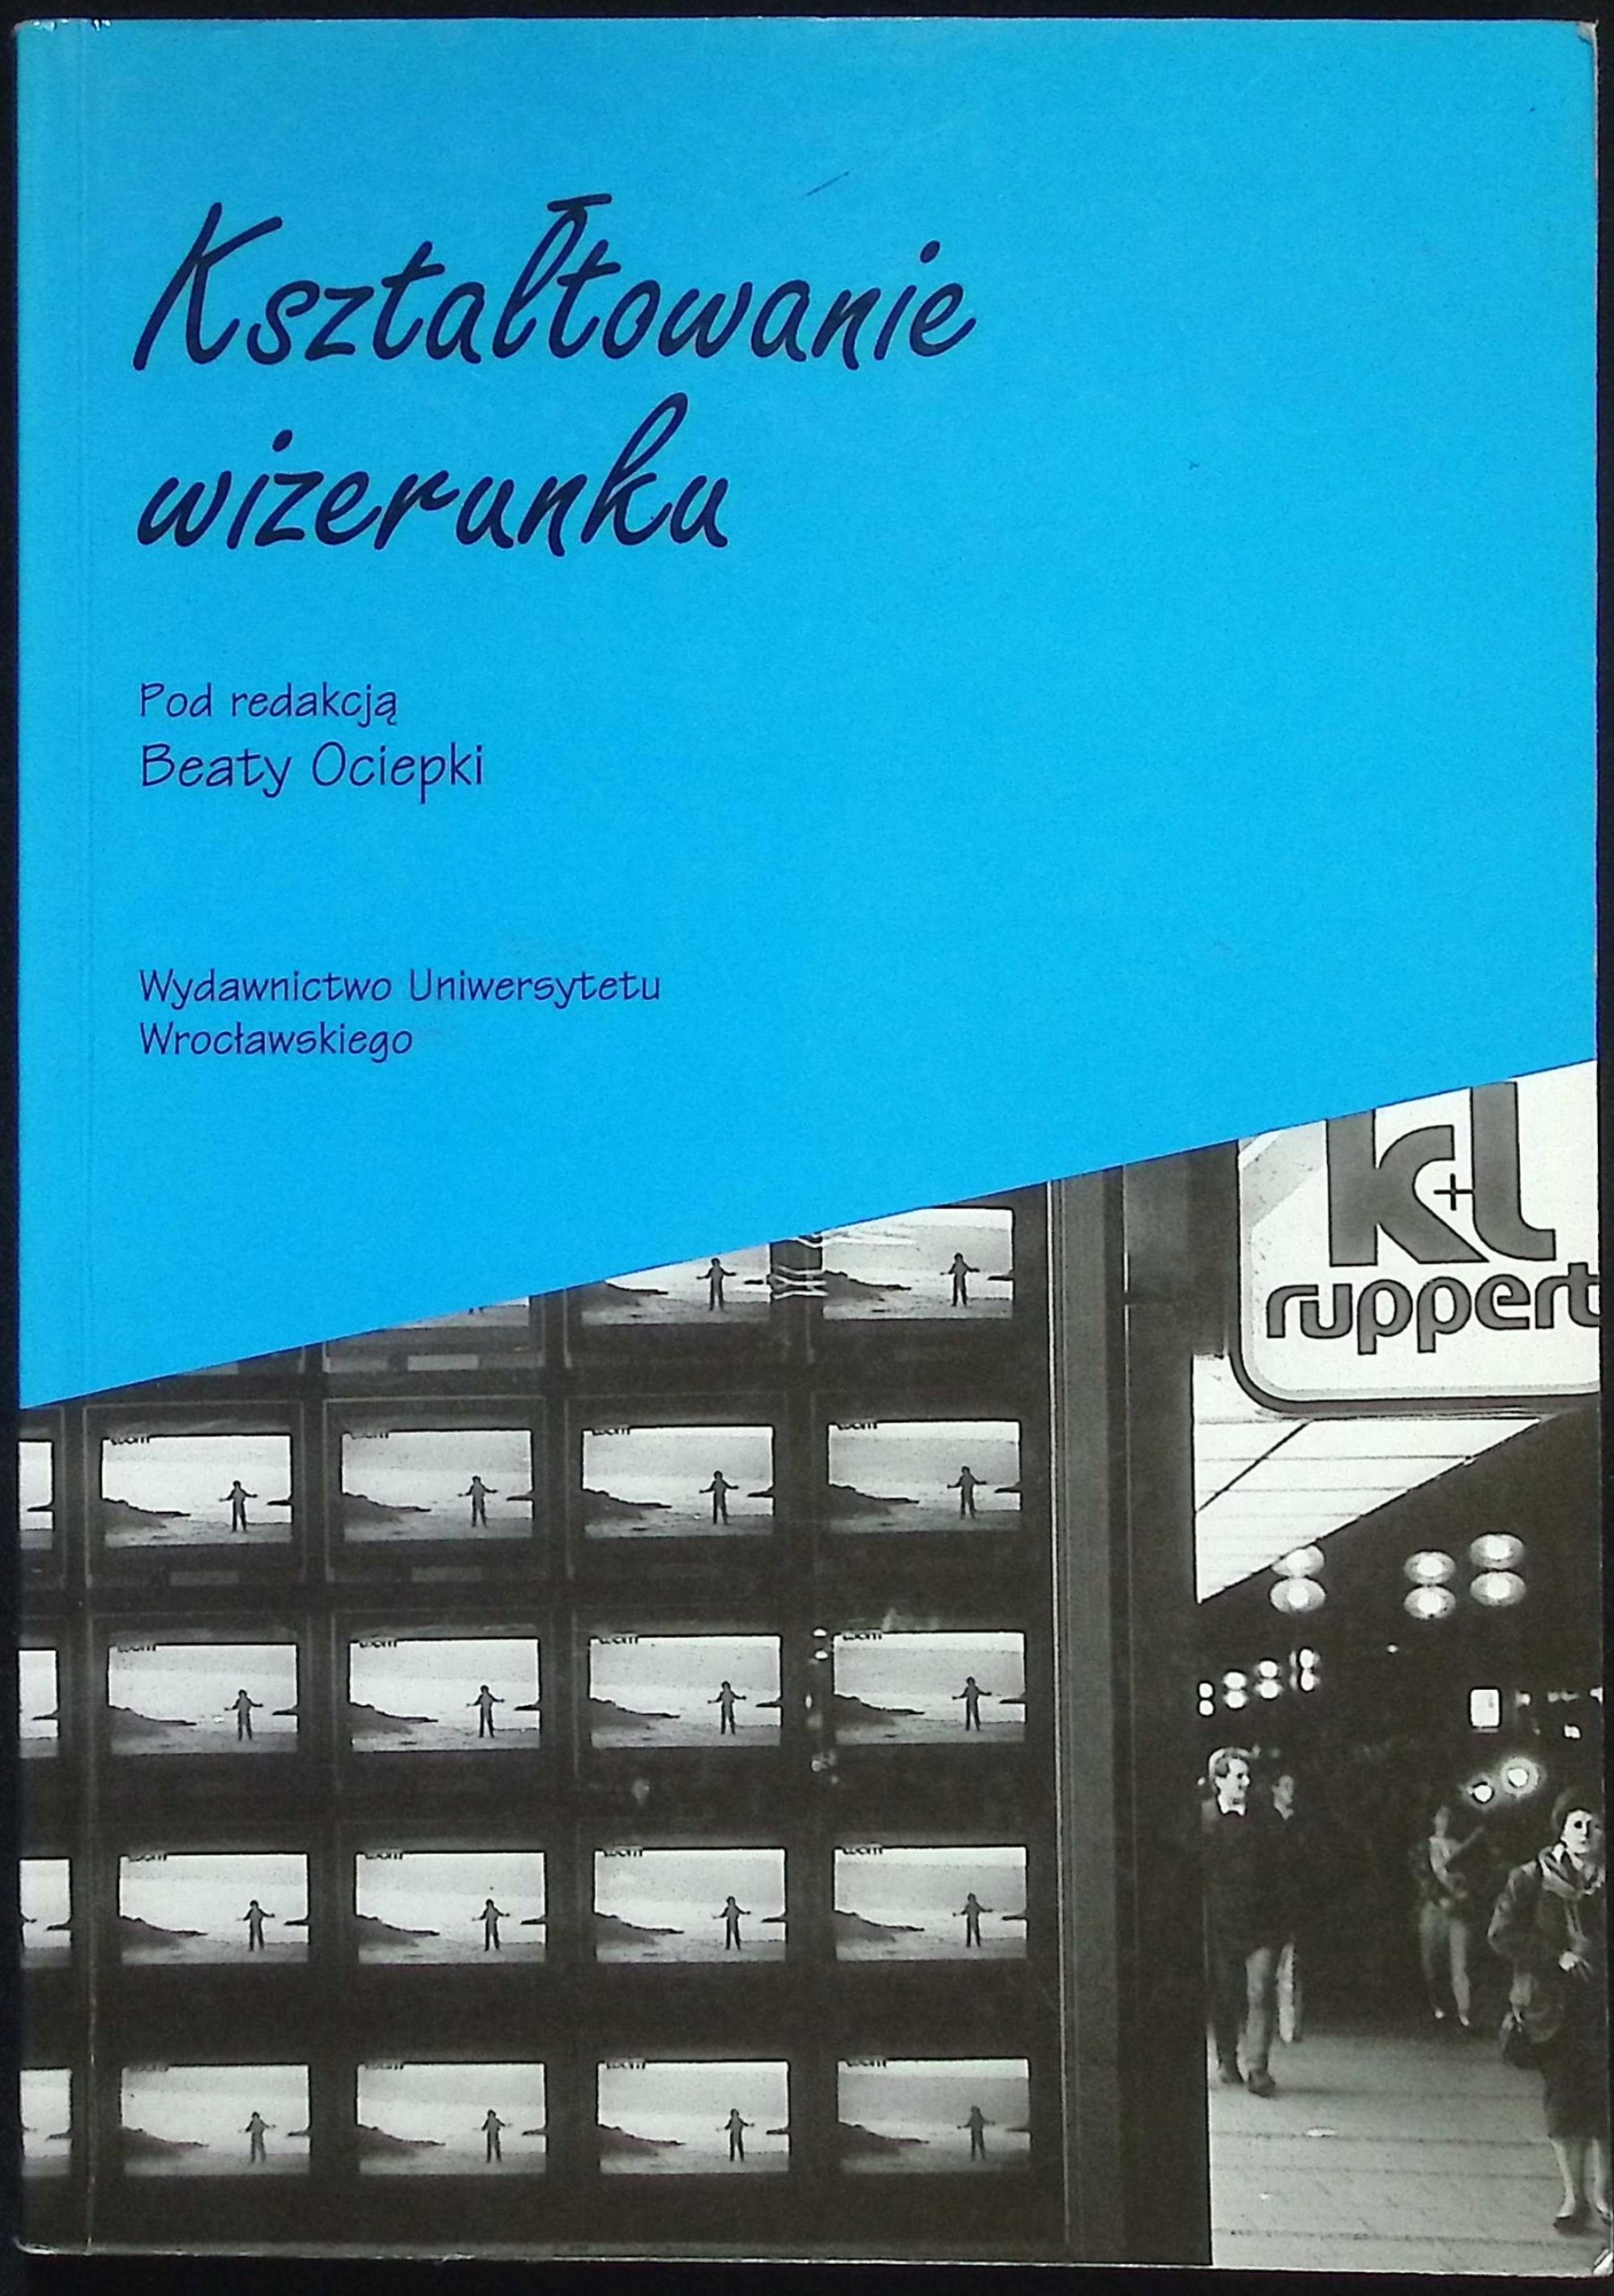 Kształtowanie
wizerunku
Pod redakcją
Beaty Ociepki
Wydawnictwo Uniwersytetu
Wrocławskiego
k+l
ruppert